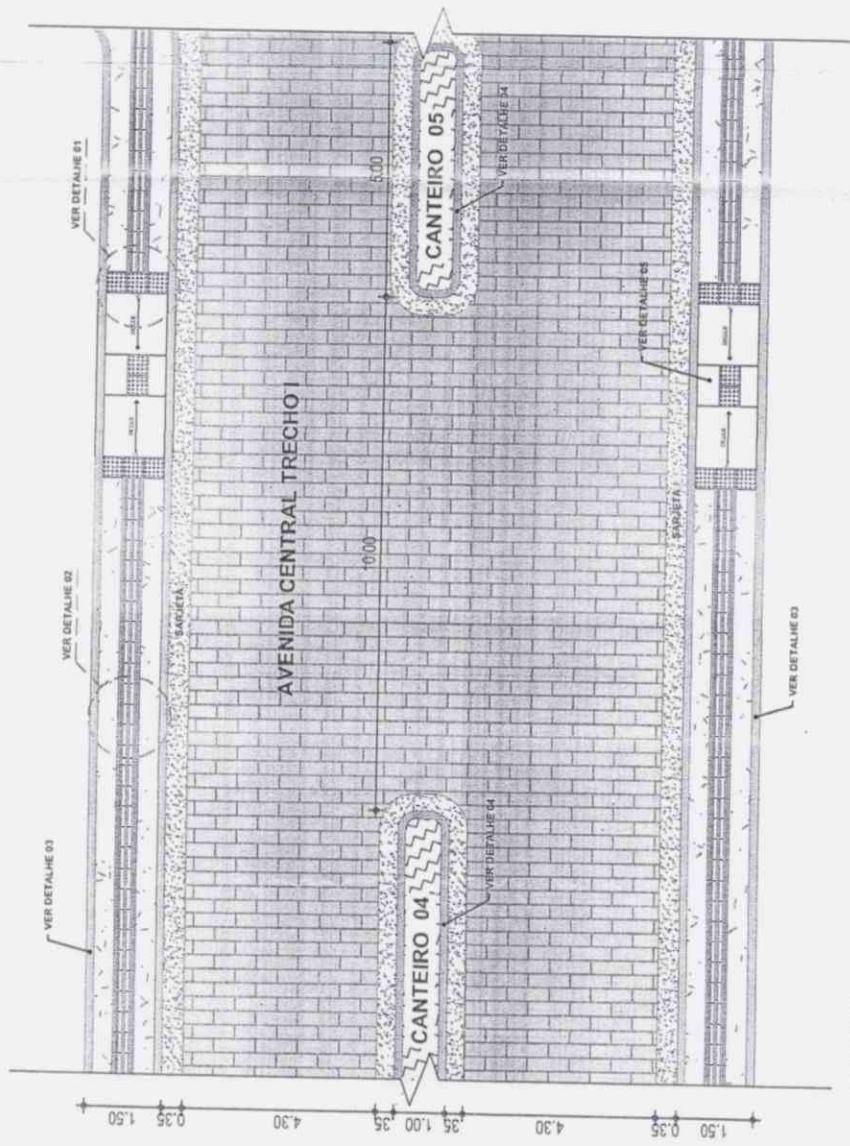 VER DETALHE 01
VER DETALHE 02
VER DETALHE 03
SARJETA
AVENIDA CENTRAL TRECHO I
5.00
10.00
CANTEIRO 05
VER DETALHE 04
CANTEIRO 04
VER DETALHE 04
VER DETALHE 05
SARJETA
VER DETALHE 03
1.50
0.35
4.30
.35
1.00
.35
4.30
0.35
1.50